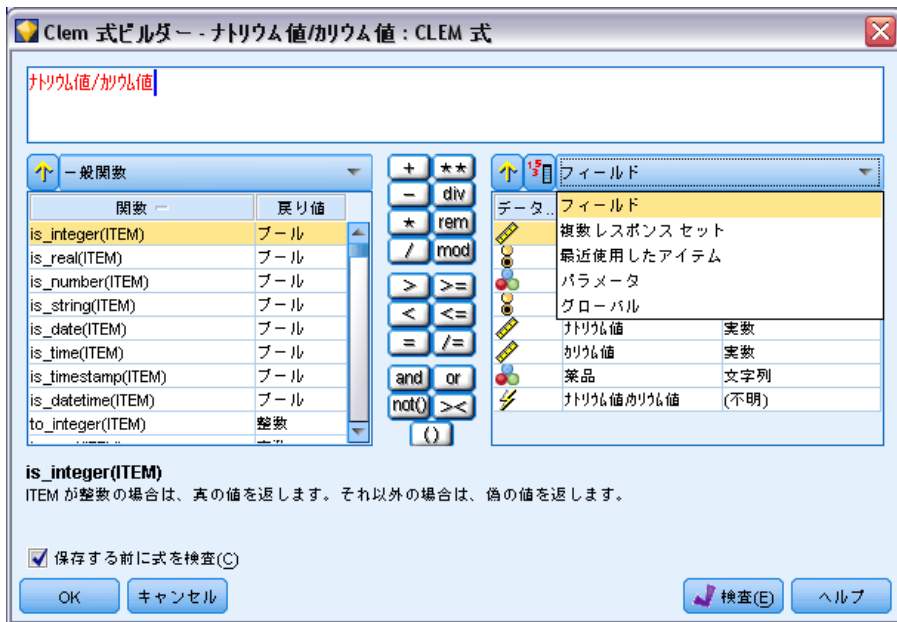 Clem 式ビルダー - ナトリウム値/カリウム値 : CLEM 式
ナトリウム値/カリウム値
一般関数
関数 戻り値
is_integer(ITEM) ブール
is_real(ITEM) ブール
is_number(ITEM) ブール
is_string(ITEM) ブール
is_date(ITEM) ブール
is_time(ITEM) ブール
is_timestamp(ITEM) ブール
is_datetime(ITEM) ブール
to_integer(ITEM) 整数
+ **
- div
* rem
/ mod
> >=
< <=
= /=
and or
not() ><
()
フィールド
データ...
フィールド
複数レスポンス セット
最近使用したアイテム
パラメータ
グローバル
ナトリウム値 実数
カリウム値 実数
薬品 文字列
ナトリウム値/カリウム値 (不明)
is_integer(ITEM)
ITEM が整数の場合は、真の値を返します。それ以外の場合は、偽の値を返します。
保存する前に式を検査(C)
OK キャンセル 検査(E) ヘルプ